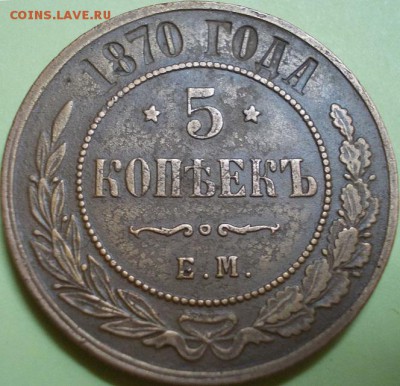 COINS.LAVE.RU
1870 ГОДА
5
КОПѢЕКЪ
Е.М.